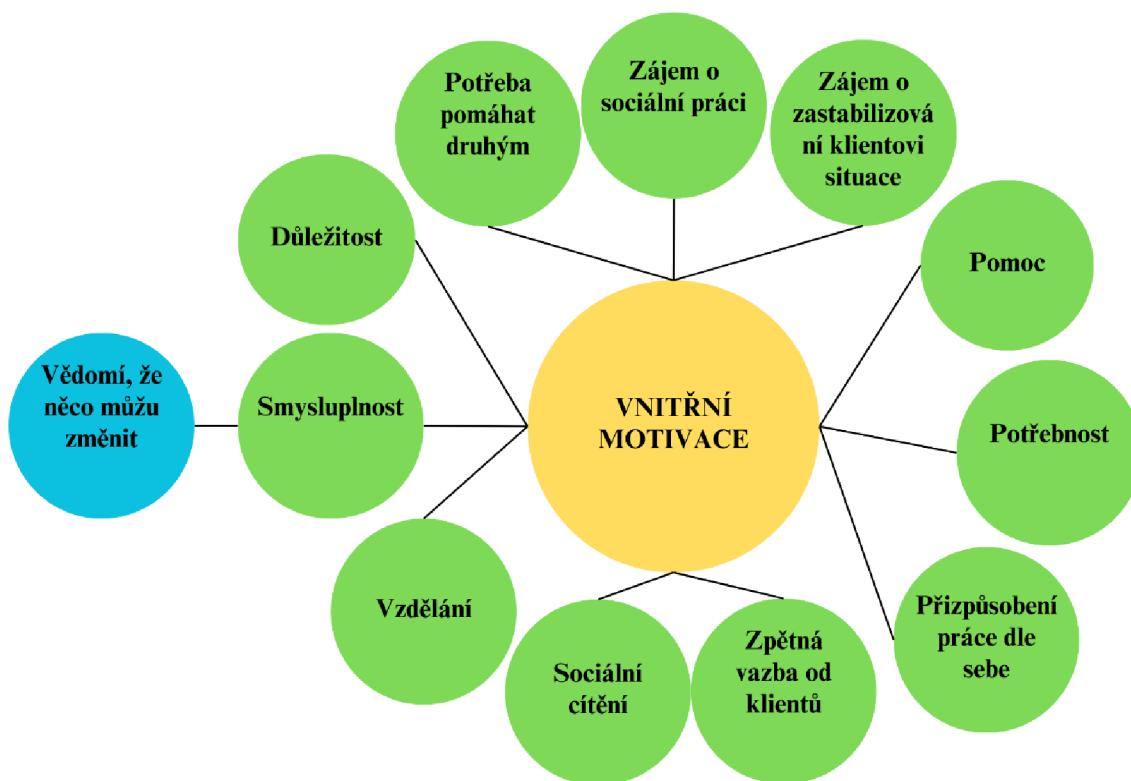 Potřeba
pomáhat
druhým
Zájem o
sociální práci
Zájem o
zastabilizová
ní klientovi
situace
Důležitost
Pomoc
Vědomí, že
něco můžu
změnit
Smysluplnost
VNITŘNÍ
MOTIVACE
Potřebnost
Vzdělání
Sociální
cítění
Zpětná
vazba od
klientů
Přizpůsobení
práce dle
sebe